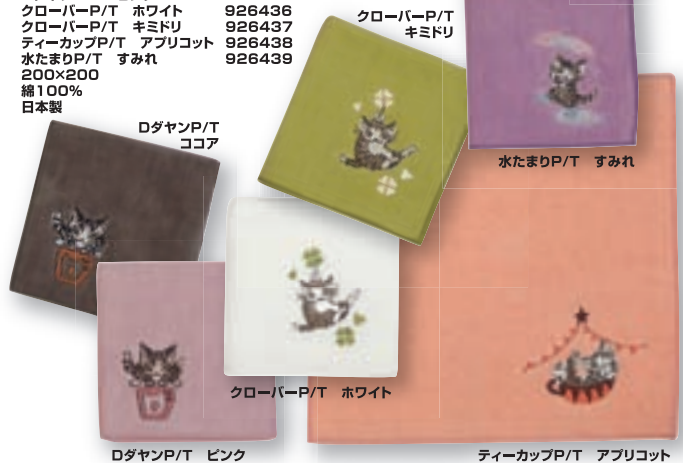 クローバーP/T ホワイト 926436
クローバーP/T キミドリ 926437
ティーカップP/T アプリコット 926438
水たまりP/T すみれ 926439
200×200
綿100%
日本製
クローバーP/T
キミドリ
DダヤンP/T
ココア
水たまりP/T すみれ
クローバーP/T ホワイト
DダヤンP/T ピンク
ティーカップP/T アプリコット